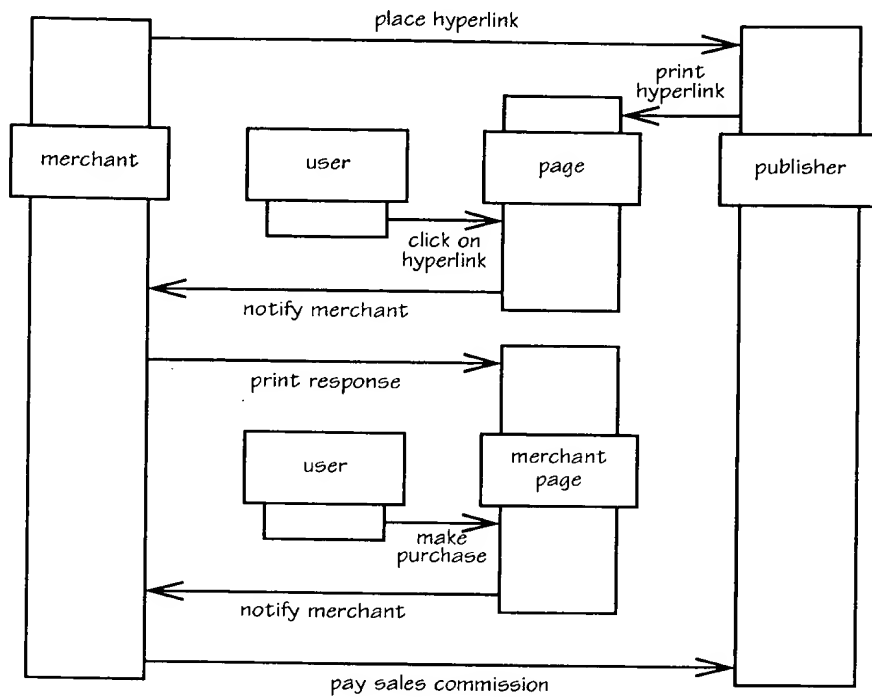 place hyperlink
print
hyperlink
merchant
user
page
publisher
click on
hyperlink
notify merchant
print response
user
merchant
page
make
purchase
notify merchant
pay sales commission